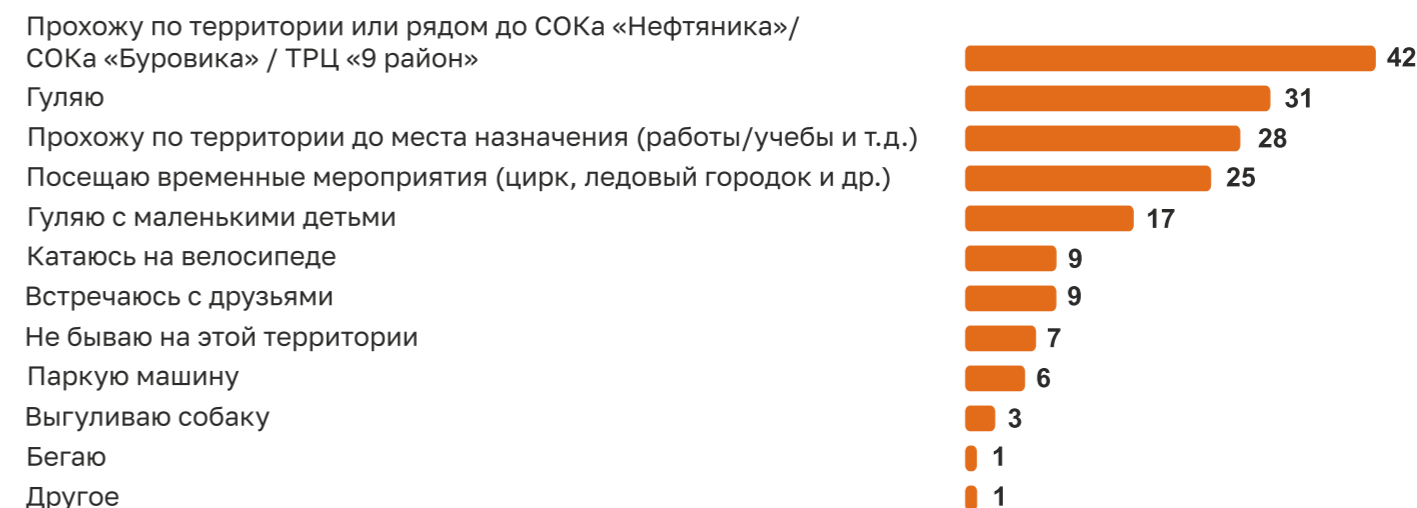 Прохожу по территории или рядом до СОКа «Нефтяника»/
СОКа «Буровика» / ТРЦ «9 район» 42
Гуляю 31
Прохожу по территории до места назначения (работы/учебы и т.д.) 28
Посещаю временные мероприятия (цирк, ледовый городок и др.) 25
Гуляю с маленькими детьми 17
Катаюсь на велосипеде 9
Встречаюсь с друзьями 9
Не бываю на этой территории 7
Паркую машину 6
Выгуливаю собаку 3
Бегаю 1
Другое 1